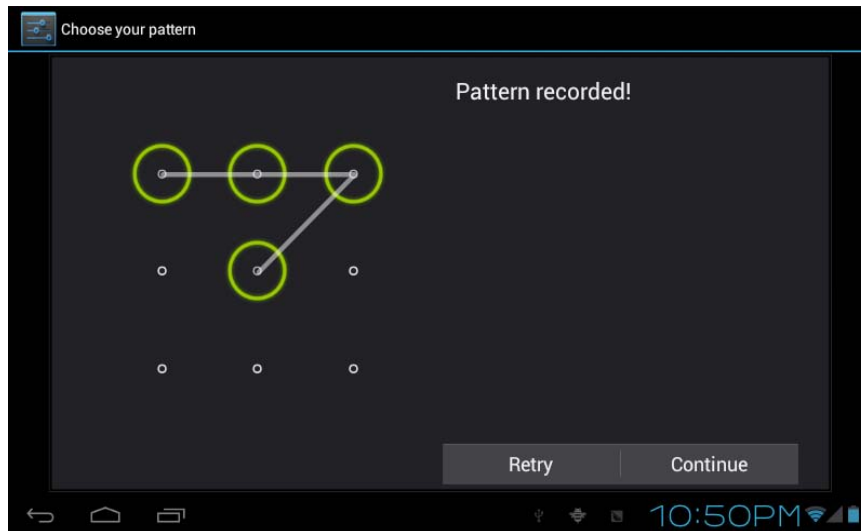 Choose your pattern
Pattern recorded!
Retry
Continue
10:50PM